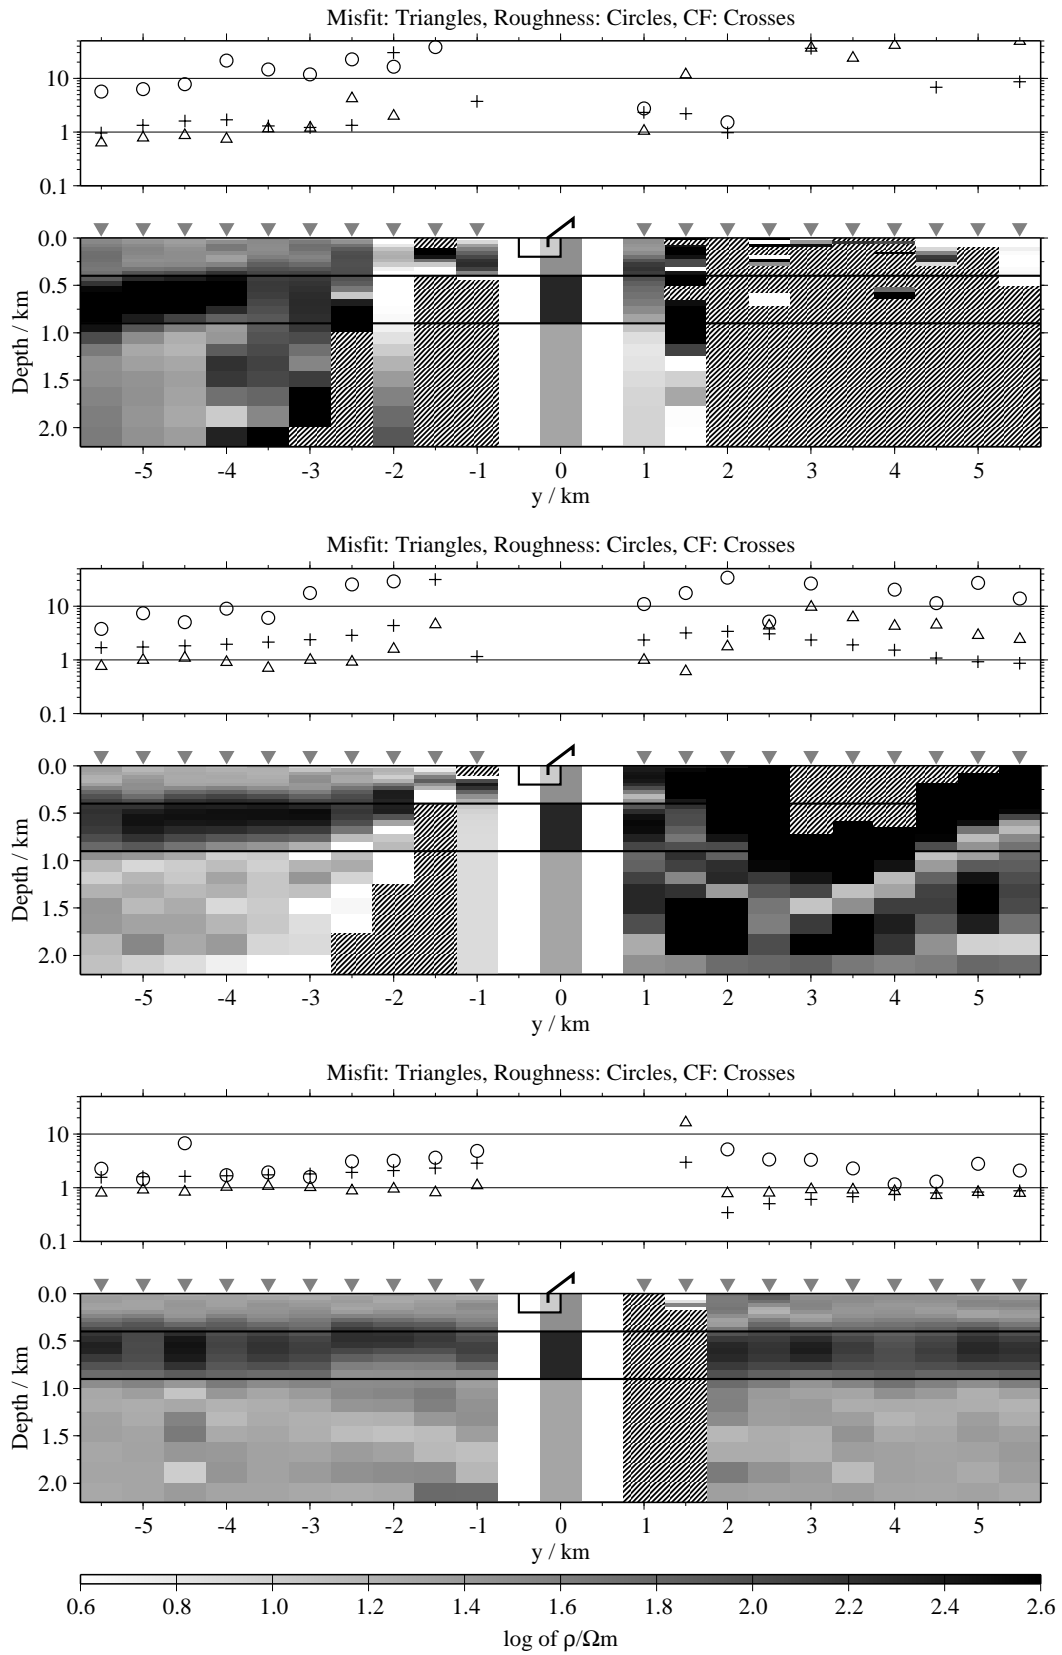 Misfit: Triangles, Roughness: Circles, CF: Crosses
10
1
0.1
0.0
0.5
1.0
1.5
2.0
Depth / km
-5 -4 -3 -2 -1 0 1 2 3 4 5
y / km
Misfit: Triangles, Roughness: Circles, CF: Crosses
10
1
0.1
0.0
0.5
1.0
1.5
2.0
Depth / km
-5 -4 -3 -2 -1 0 1 2 3 4 5
y / km
Misfit: Triangles, Roughness: Circles, CF: Crosses
10
1
0.1
0.0
0.5
1.0
1.5
2.0
Depth / km
-5 -4 -3 -2 -1 0 1 2 3 4 5
y / km
0.6 0.8 1.0 1.2 1.4 1.6 1.8 2.0 2.2 2.4 2.6
log of ρ/Ωm